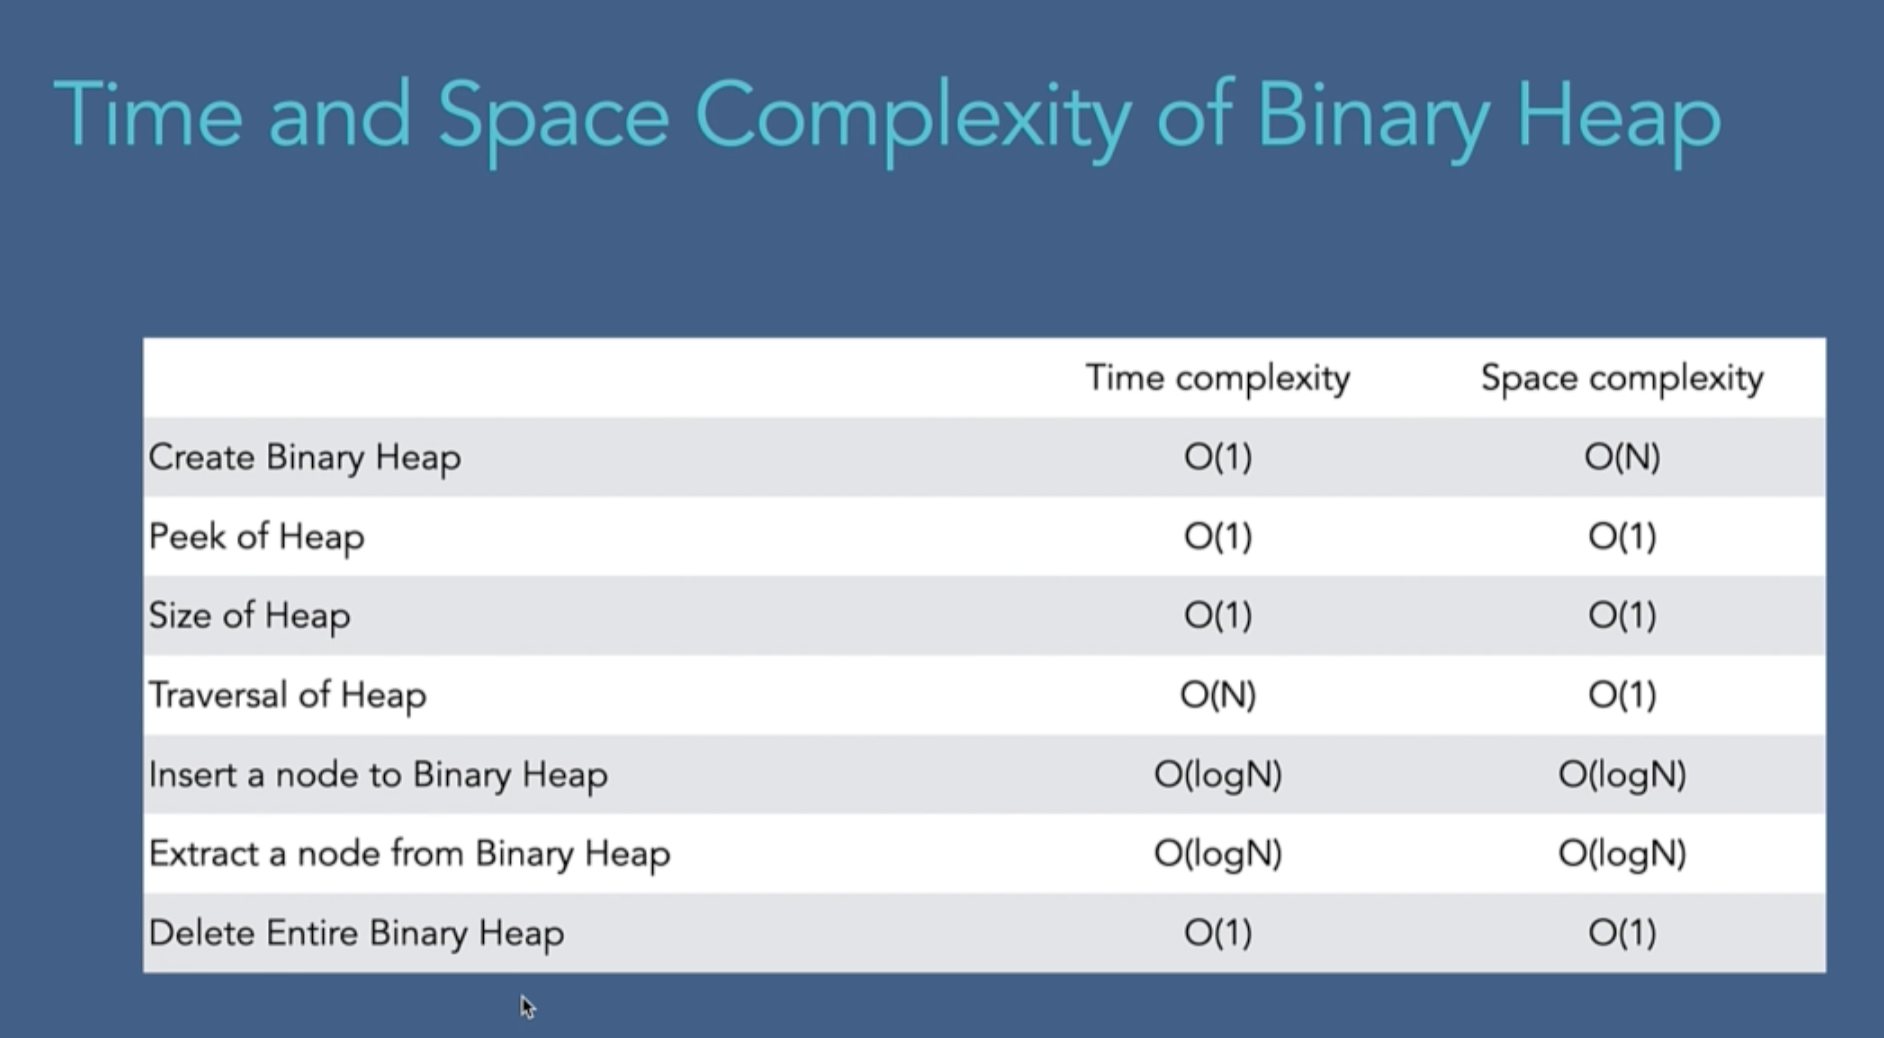 Time and Space Complexity of Binary Heap
Time complexity Space complexity
Create Binary Heap O(1) O(N)
Peek of Heap O(1) O(1)
Size of Heap O(1) O(1)
Traversal of Heap O(N) O(1)
Insert a node to Binary Heap O(logN) O(logN)
Extract a node from Binary Heap O(logN) O(logN)
Delete Entire Binary Heap O(1) O(1)